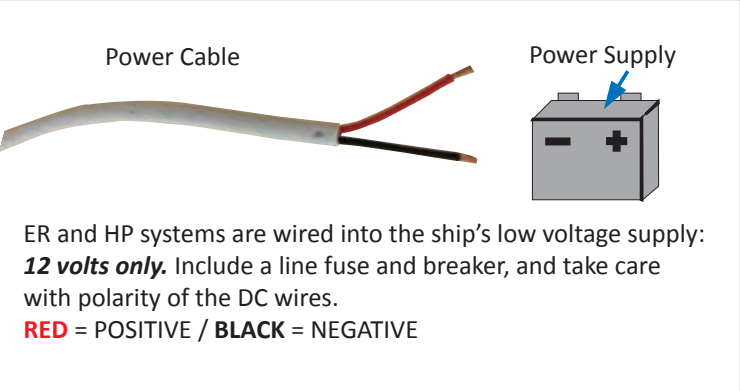 Power Cable
Power Supply
− +
ER and HP systems are wired into the ship's low voltage supply:
12 volts only. Include a line fuse and breaker, and take care
with polarity of the DC wires.
RED = POSITIVE / BLACK = NEGATIVE